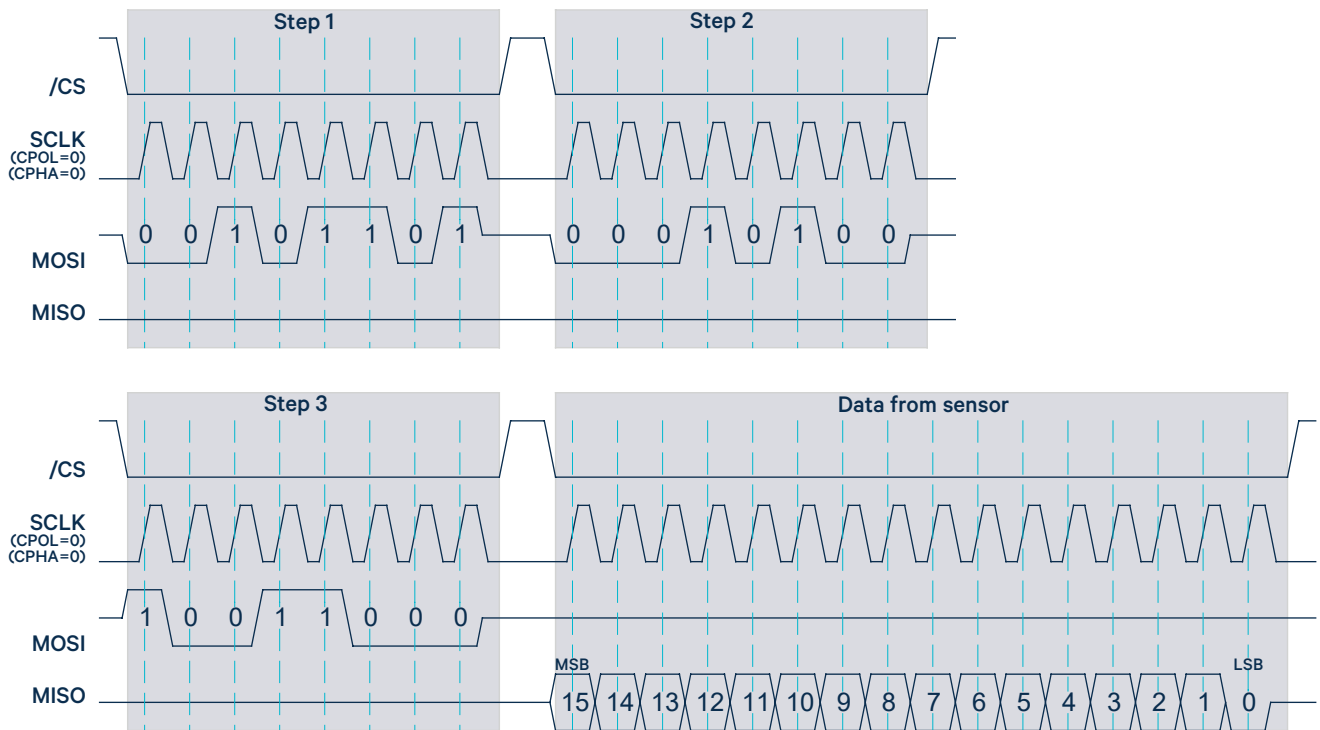 Step 1 Step 2
/CS
SCLK
(CPOL=0)
(CPHA=0)
MOSI 0 0 1 0 1 1 0 1 0 0 0 1 0 1 0 0
MISO
Step 3 Data from sensor
/CS
SCLK
(CPOL=0)
(CPHA=0)
MOSI 1 0 0 1 1 0 0 0
MSB LSB
MISO 15 14 13 12 11 10 9 8 7 6 5 4 3 2 1 0